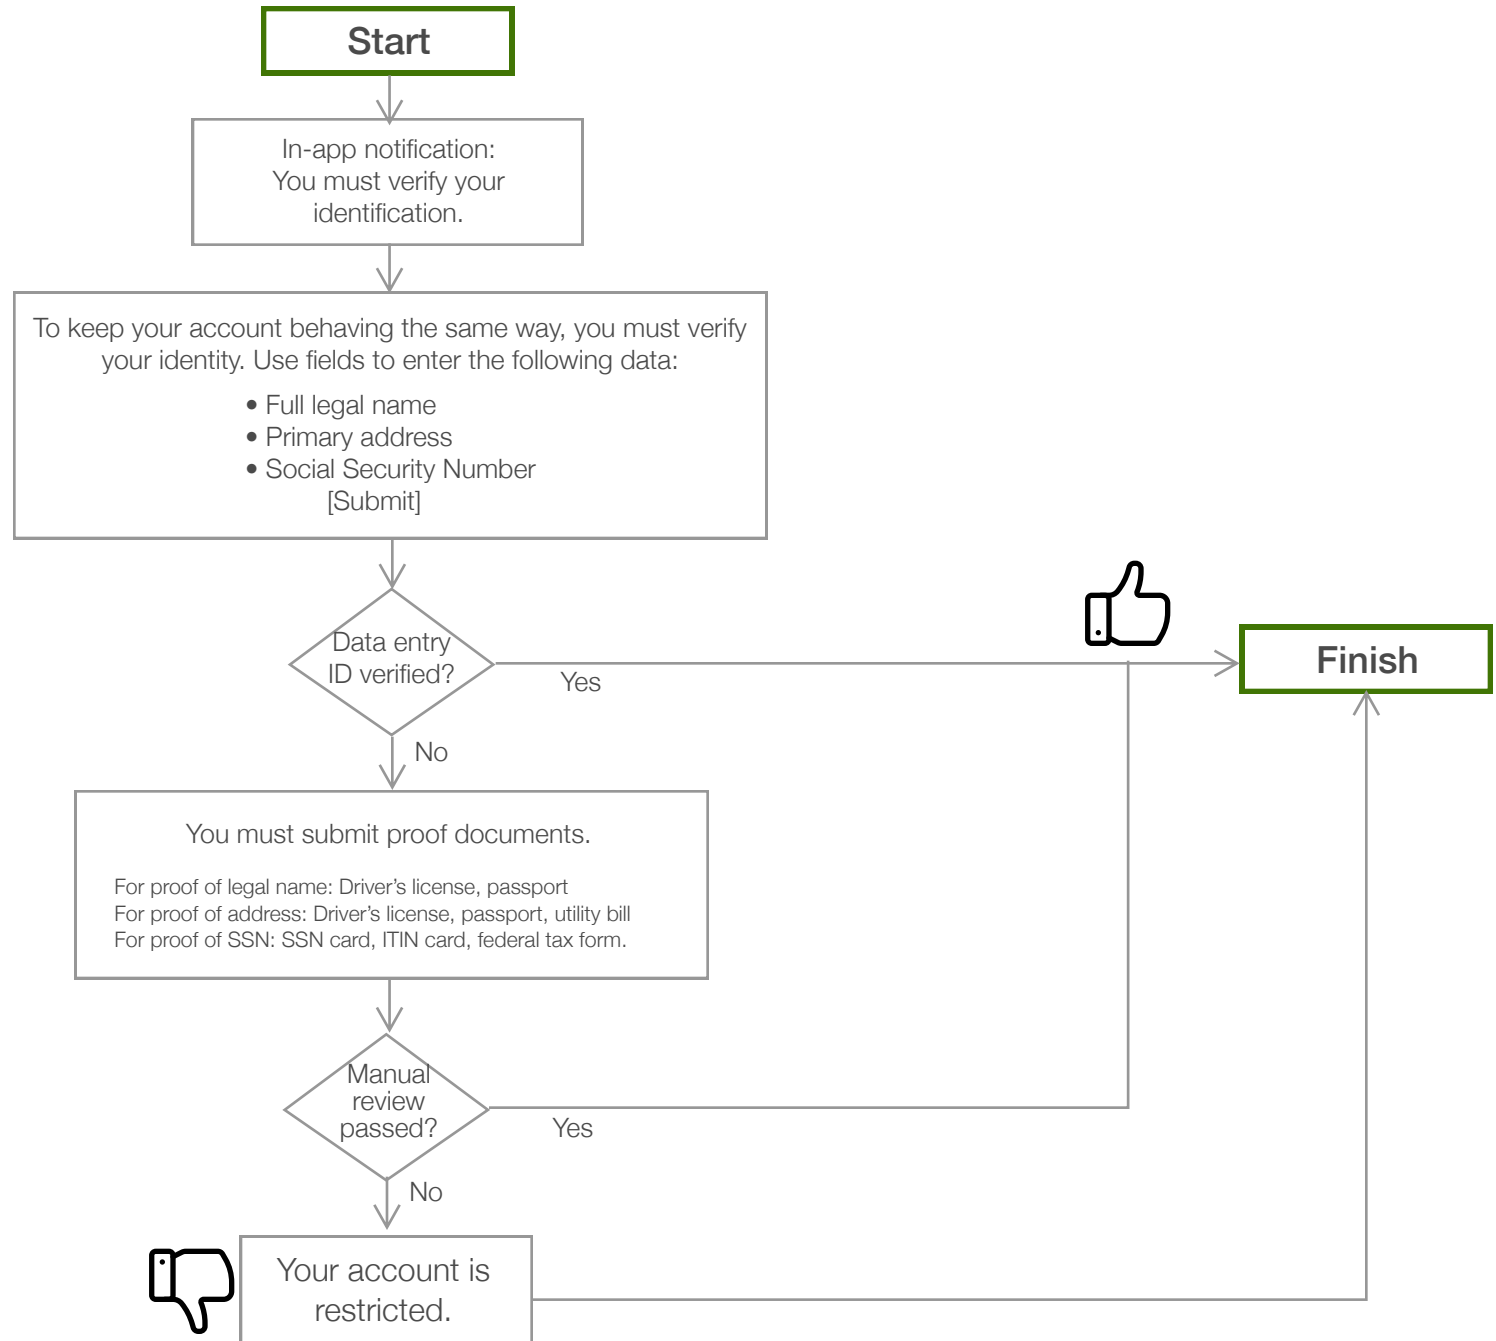 Start
In-app notification:
You must verify your
identification.
To keep your account behaving the same way, you must verify
your identity. Use fields to enter the following data:
• Full legal name
• Primary address
• Social Security Number
[Submit]
Data entry
ID verified?
Yes
Finish
No
You must submit proof documents.
For proof of legal name: Driver’s license, passport
For proof of address: Driver’s license, passport, utility bill
For proof of SSN: SSN card, ITIN card, federal tax form.
Manual
review
passed?
Yes
No
Your account is
restricted.